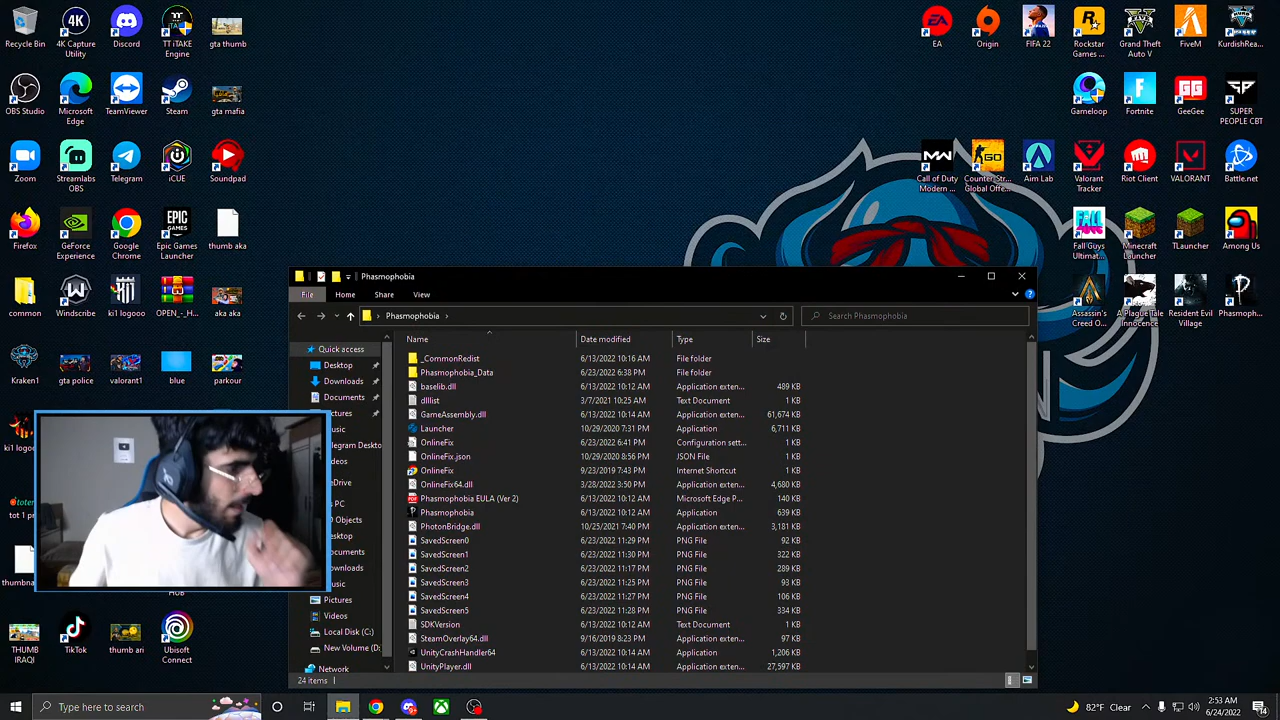 Recycle Bin
4K Capture Utility
Discord
TT iTAKE Engine
gta thumb
OBS Studio
Microsoft Edge
TeamViewer
Steam
gta mafia
Zoom
Streamlabs OBS
Telegram
iCUE
Soundpad
Firefox
GeForce Experience
Google Chrome
Epic Games Launcher
thumb aka
common
Windscribe
ki1 logooo
OPEN_-_H...
aka aka
Kraken1
gta police
valorant1
blue
parkour
THUMB IRAQI
TikTok
thumb ari
Ubisoft Connect
EA
Origin
FIFA 22
Rockstar Games ...
Grand Theft Auto V
FiveM
KurdishRea...
Gameloop
Fortnite
GeeGee
SUPER PEOPLE CBT
Call of Duty Modern ...
Counter-Str... Global Offe...
Aim Lab
Valorant Tracker
Riot Client
VALORANT
Battle.net
Fall Guys Ultimat...
Minecraft Launcher
TLauncher
Among Us
Assassin's Creed O...
A Plague Tale Innocence
Resident Evil Village
Phasmoph...
Phasmophobia
File Home Share View
Phasmophobia
Search Phasmophobia
Quick access
Desktop
Downloads
Documents
Pictures
Videos
Local Disk (C:)
New Volume (D:
Network
Name Date modified Type Size
_CommonRedist 6/13/2022 10:16 AM File folder
Phasmophobia_Data 6/23/2022 6:38 PM File folder
baselib.dll 6/13/2022 10:12 AM Application exten... 489 KB
dlllist 3/7/2021 10:25 AM Text Document 1 KB
GameAssembly.dll 6/13/2022 10:14 AM Application exten... 61,674 KB
Launcher 10/29/2020 7:31 PM Application 6,711 KB
OnlineFix 6/23/2022 6:41 PM Configuration sett... 1 KB
OnlineFix.json 10/29/2020 8:56 PM JSON File 1 KB
OnlineFix 9/23/2019 7:43 PM Internet Shortcut 1 KB
OnlineFix64.dll 3/28/2022 3:50 PM Application exten... 4,680 KB
Phasmophobia EULA (Ver 2) 6/13/2022 10:12 AM Microsoft Edge P... 140 KB
Phasmophobia 6/13/2022 10:12 AM Application 639 KB
PhotonBridge.dll 10/25/2021 7:40 PM Application exten... 3,181 KB
SavedScreen0 6/23/2022 11:29 PM PNG File 92 KB
SavedScreen1 6/23/2022 11:30 PM PNG File 322 KB
SavedScreen2 6/23/2022 11:17 PM PNG File 289 KB
SavedScreen3 6/23/2022 11:25 PM PNG File 93 KB
SavedScreen4 6/23/2022 11:27 PM PNG File 106 KB
SavedScreen5 6/23/2022 11:28 PM PNG File 334 KB
SDKVersion 6/13/2022 10:12 AM Text Document 1 KB
SteamOverlay64.dll 9/16/2019 8:23 PM Application exten... 97 KB
UnityCrashHandler64 6/13/2022 10:14 AM Application 1,206 KB
UnityPlayer.dll 6/13/2022 10:14 AM Application exten... 27,597 KB
24 items
Type here to search
82°F Clear
2:53 AM
6/24/2022
14